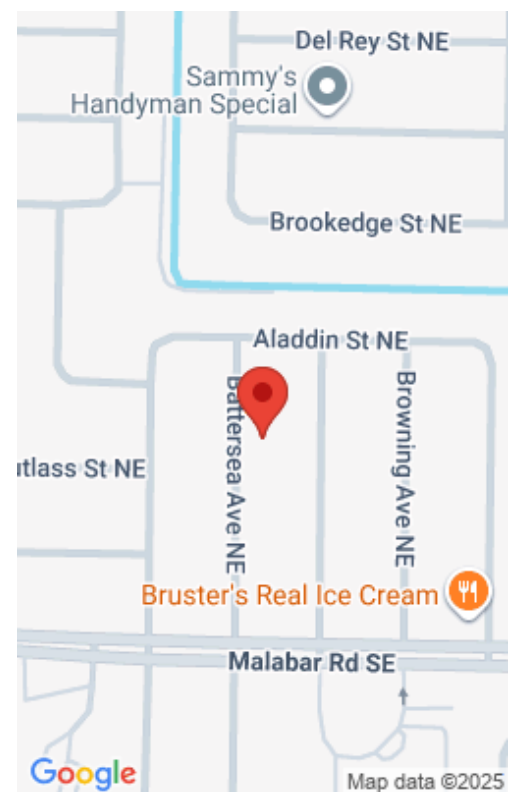 Del Rey St NE
Sammy's
Handyman Special
Brookedge St NE
Aladdin St NE
Battersea Ave NE
Browning Ave NE
utlass St NE
Bruster's Real Ice Cream
Malabar Rd SE
Google
Map data ©2025